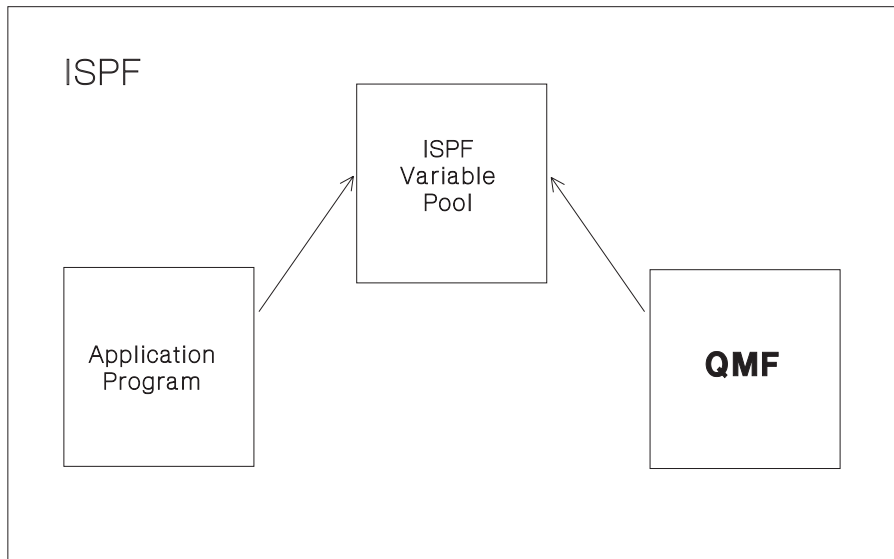 ISPF
ISPF
Variable
Pool
Application
Program
QMF